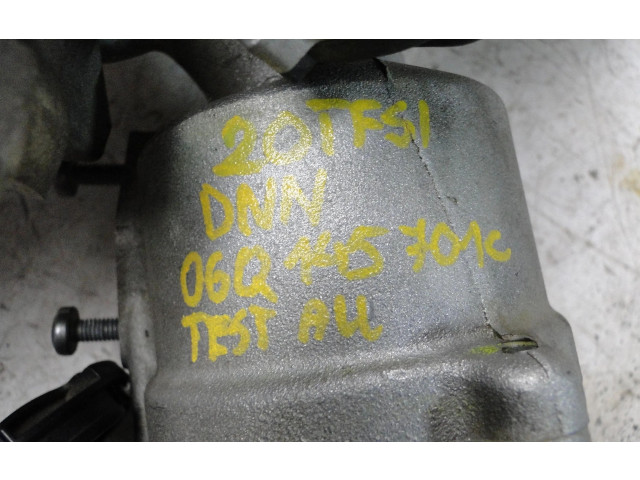 20TFSI
DNN
06Q 145 701C
TEST ALL